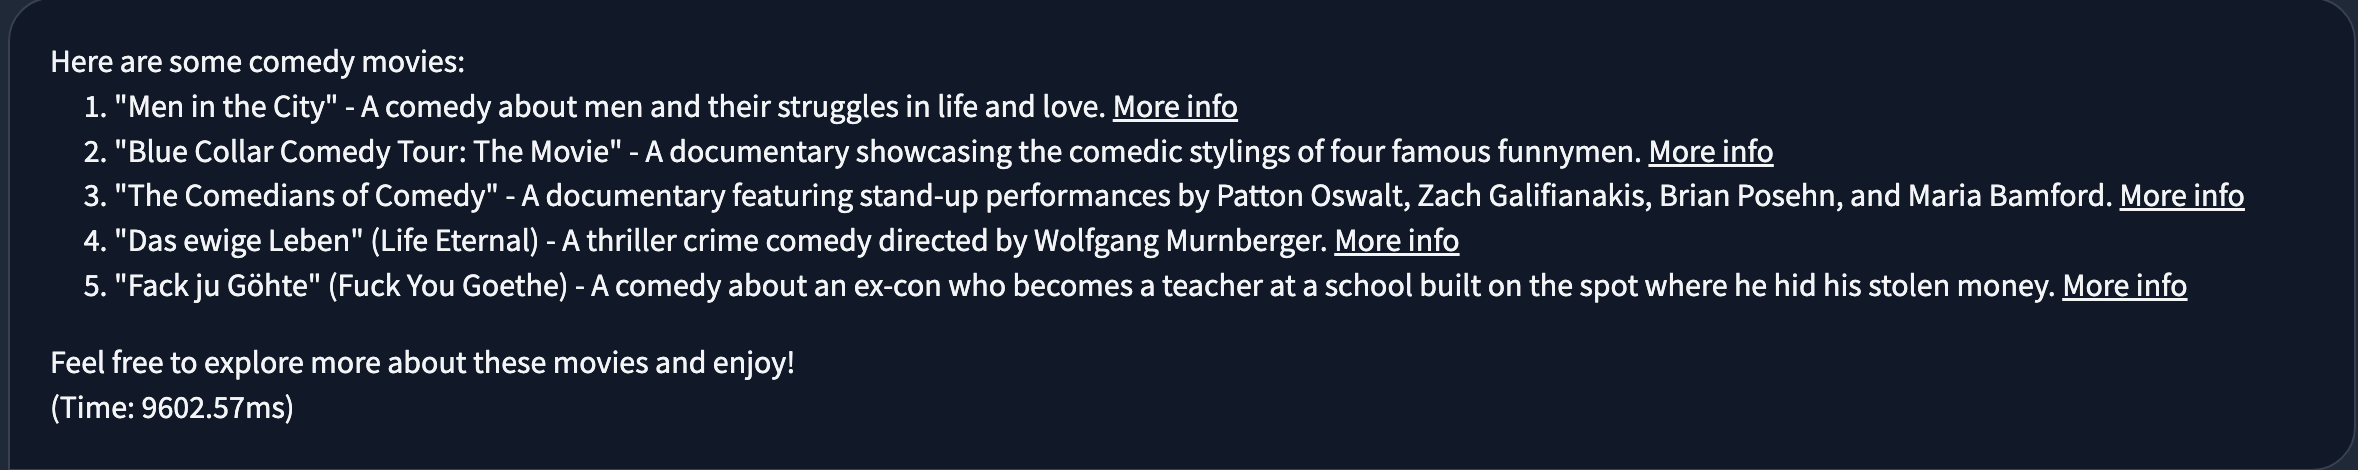 Here are some comedy movies:
1. "Men in the City" - A comedy about men and their struggles in life and love. More info
2. "Blue Collar Comedy Tour: The Movie" - A documentary showcasing the comedic stylings of four famous funnymen. More info
3. "The Comedians of Comedy" - A documentary featuring stand-up performances by Patton Oswalt, Zach Galifianakis, Brian Posehn, and Maria Bamford. More info
4. "Das ewige Leben" (Life Eternal) - A thriller crime comedy directed by Wolfgang Murnberger. More info
5. "Fack ju Göhte" (Fuck You Goethe) - A comedy about an ex-con who becomes a teacher at a school built on the spot where he hid his stolen money. More info
Feel free to explore more about these movies and enjoy!
(Time: 9602.57ms)